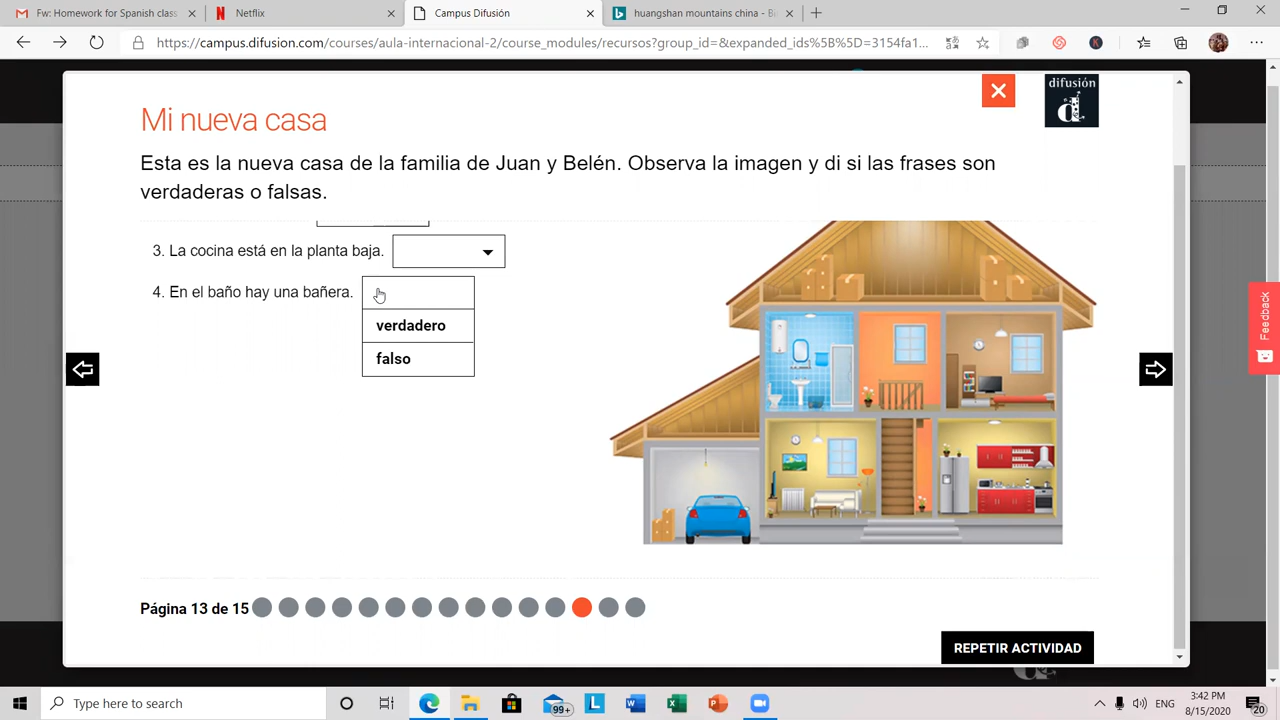 Fw: Homework for Spanish class.
Netflix
Campus Difusión
huangshan mountains china - Bi
https://campus.difusion.com/courses/aula-internacional-2/course_modules/recursos?group_id=&expanded_ids%5B%5D=3154fa1...
difusión
d
Mi nueva casa
Esta es la nueva casa de la familia de Juan y Belén. Observa la imagen y di si las frases son
verdaderas o falsas.
3. La cocina está en la planta baja.
4. En el baño hay una bañera.
verdadero
falso
Feedback
Página 13 de 15
REPETIR ACTIVIDAD
Type here to search
99+
ENG
3:42 PM
8/15/2020
20